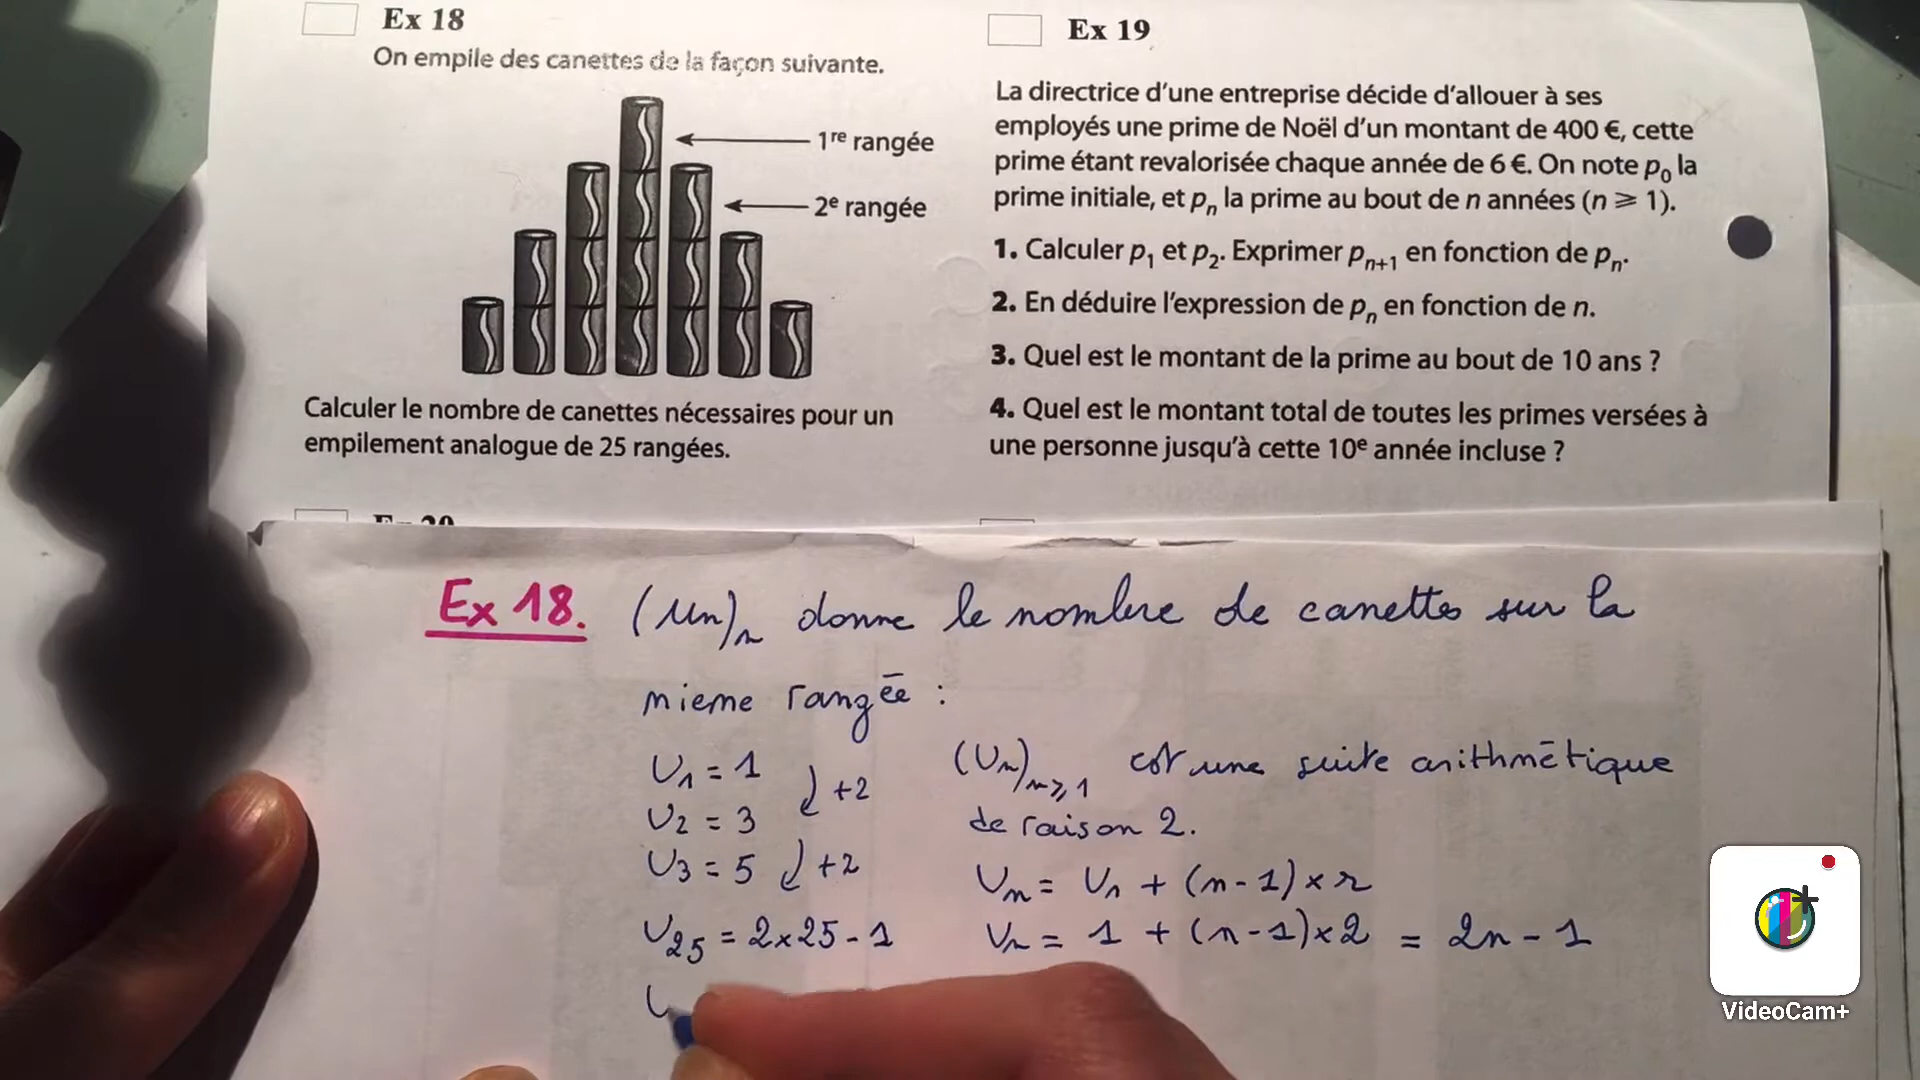 Ex 18
On empile des canettes de la façon suivante.
1re rangée
2e rangée
Calculer le nombre de canettes nécessaires pour un
empilement analogue de 25 rangées.
Ex 19
La directrice d'une entreprise décide d'allouer à ses
employés une prime de Noël d'un montant de 400 €, cette
prime étant revalorisée chaque année de 6 €. On note p0 la
prime initiale, et pn la prime au bout de n années (n ⩾ 1).
1. Calculer p1 et p2. Exprimer pn+1 en fonction de pn.
2. En déduire l'expression de pn en fonction de n.
3. Quel est le montant de la prime au bout de 10 ans ?
4. Quel est le montant total de toutes les primes versées à
une personne jusqu'à cette 10e année incluse ?
Ex 18. (Un)n donne le nombre de canettes sur la
nieme rangée :
U1 = 1
+2
U2 = 3
U3 = 5
+2
U25 = 2×25-1
U
(Un)n⩾1 est une suite arithmétique
de raison 2.
Un = U1 + (n-1)×r
Un = 1 + (n-1)×2 = 2n-1
VideoCam+